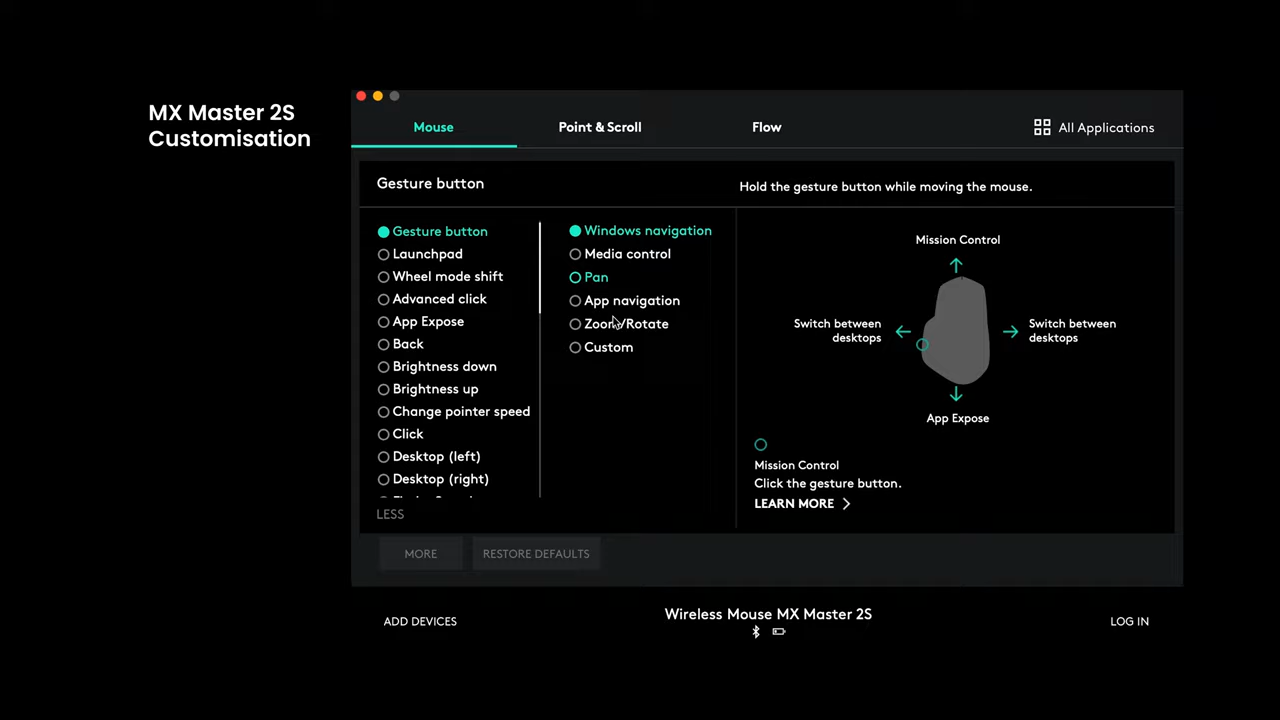 MX Master 2S
Customisation
Mouse
Point & Scroll
Flow
All Applications
Gesture button
Hold the gesture button while moving the mouse.
Gesture button
Launchpad
Wheel mode shift
Advanced click
App Expose
Back
Brightness down
Brightness up
Change pointer speed
Click
Desktop (left)
Desktop (right)
LESS
Windows navigation
Media control
Pan
App navigation
Zoom/Rotate
Custom
Mission Control
Switch between
desktops
Switch between
desktops
App Expose
Mission Control
Click the gesture button.
LEARN MORE
MORE
RESTORE DEFAULTS
ADD DEVICES
Wireless Mouse MX Master 2S
LOG IN